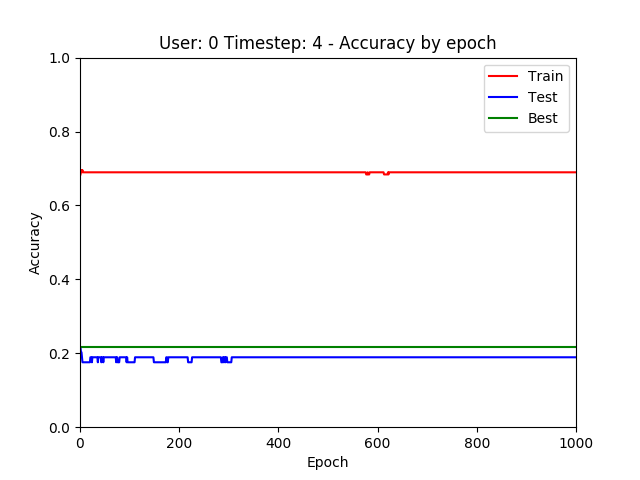 User: 0 Timestep: 4 - Accuracy by epoch
1.0
0.8
0.6
0.4
0.2
0.0
Accuracy
Train
Test
Best
0 200 400 600 800 1000
Epoch